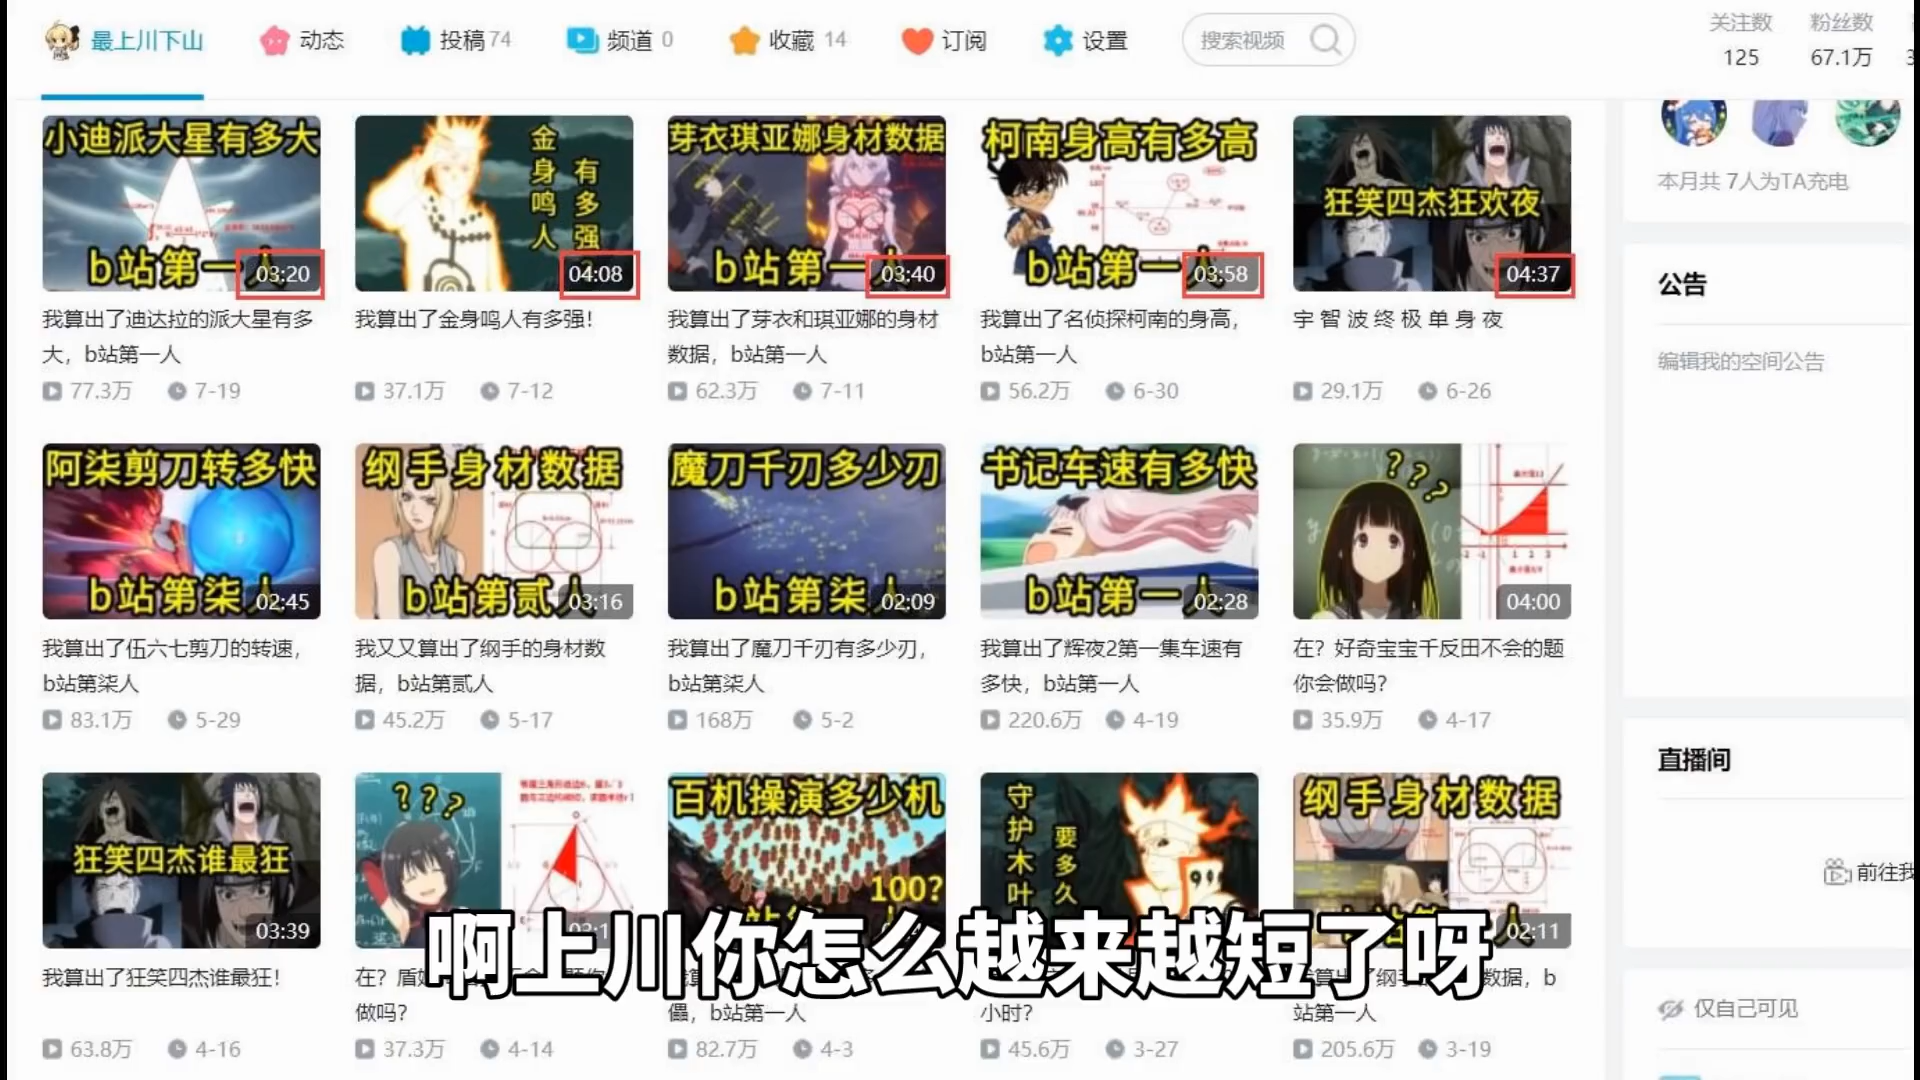 最上川下山
动态
投稿 74
频道 0
收藏 14
订阅
设置
搜索视频
关注数
125
粉丝数
67.1万
小迪派大星有多大
b站第一人
03:20
我算出了迪达拉的派大星有多
大，b站第一人
77.3万 7-19
金身鸣人
有多强
04:08
我算出了金身鸣人有多强！
37.1万 7-12
芽衣琪亚娜身材数据
b站第一人
03:40
我算出了芽衣和琪亚娜的身材
数据，b站第一人
62.3万 7-11
柯南身高有多高
b站第一人
03:58
我算出了名侦探柯南的身高，
b站第一人
56.2万 6-30
狂笑四杰狂欢夜
04:37
宇 智 波 终 极 单 身 夜
29.1万 6-26
本月共 7人为TA充电
公告
编辑我的空间公告
阿柒剪刀转多快
b站第柒人
02:45
我算出了伍六七剪刀的转速，
b站第柒人
83.1万 5-29
纲手身材数据
b站第贰人
03:16
我又又算出了纲手的身材数
据，b站第贰人
45.2万 5-17
魔刀千刃多少刃
b站第柒人
02:09
我算出了魔刀千刃有多少刃，
b站第柒人
168万 5-2
书记车速有多快
b站第一人
02:28
我算出了辉夜2第一集车速有
多快，b站第一人
220.6万 4-19
???
04:00
在？好奇宝宝千反田不会的题
你会做吗？
35.9万 4-17
直播间
前往我
狂笑四杰谁最狂
03:39
我算出了狂笑四杰谁最狂！
63.8万 4-16
???
在？盾
做吗？
37.3万 4-14
百机操演多少机
100?
儡，b站第一人
82.7万 4-3
守护木叶
要多久
小时？
45.6万 3-27
纲手身材数据
人
02:11
数据，b
站第一人
205.6万 3-19
仅自己可见
啊上川你怎么越来越短了呀